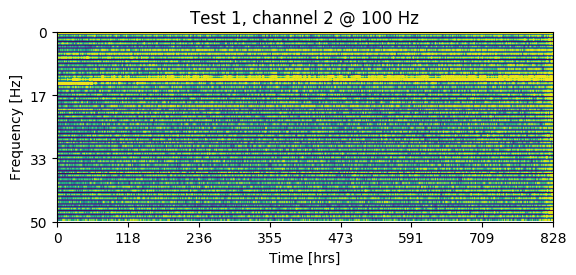 Test 1, channel 2 @ 100 Hz
Frequency [Hz]
0
17
33
50
0 118 236 355 473 591 709 828
Time [hrs]